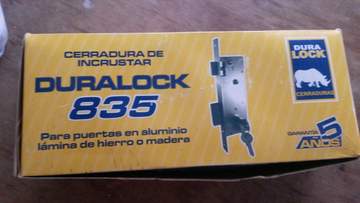 CERRADURA DE
INCRUSTAR
DURALOCK
835
Para puertas en aluminio
lámina de hierro o madera
DURA
LOCK
CERRADURAS
GARANTÍA 5
AÑOS